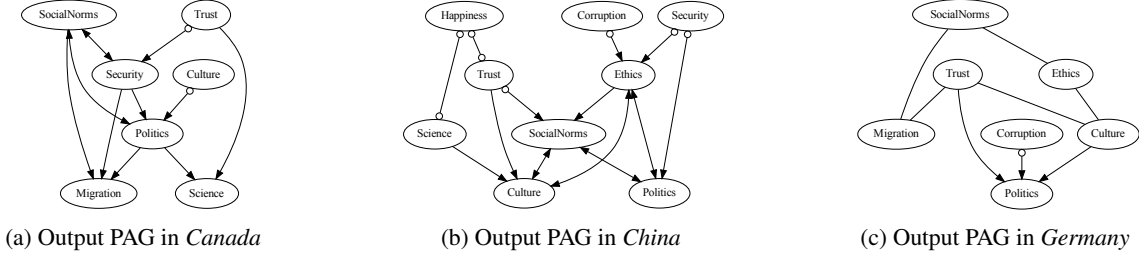 SocialNorms
Trust
Security
Culture
Politics
Migration
Science
(a) Output PAG in Canada
Happiness
Corruption
Security
Trust
Ethics
Science
SocialNorms
Culture
Politics
(b) Output PAG in China
SocialNorms
Trust
Ethics
Migration
Corruption
Culture
Politics
(c) Output PAG in Germany